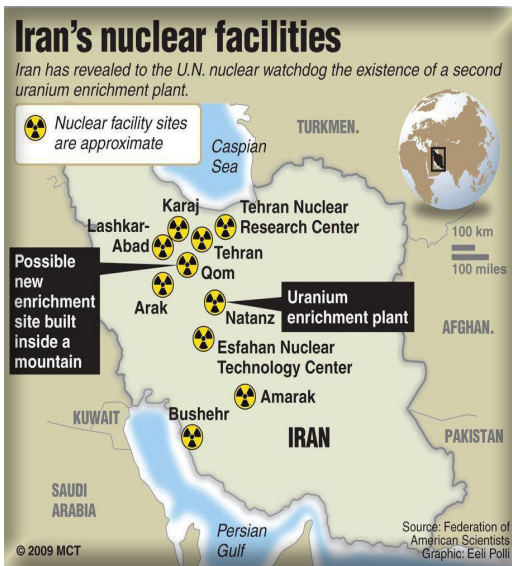 Iran's nuclear facilities
Iran has revealed to the U.N. nuclear watchdog the existence of a second
uranium enrichment plant.
Nuclear facility sites
are approximate
TURKMEN.
Caspian
Sea
100 km
100 miles
Karaj
Tehran Nuclear
Research Center
Lashkar-
Abad
Tehran
Qom
Possible
new
enrichment
site built
inside a
mountain
Arak
Natanz
Uranium
enrichment plant
AFGHAN.
Esfahan Nuclear
Technology Center
Amarak
KUWAIT
Bushehr
IRAN
PAKISTAN
SAUDI
ARABIA
Persian
Gulf
Source: Federation of
American Scientists
Graphic: Eeli Polli
© 2009 MCT